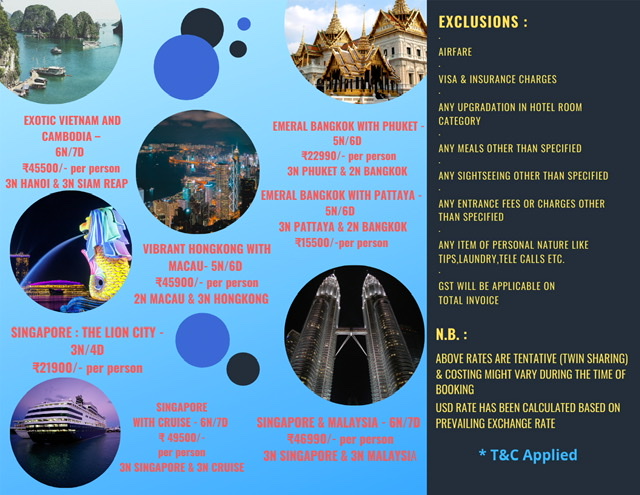 EXOTIC VIETNAM AND
CAMBODIA –
6N/7D
₹45500/- per person
3N HANOI & 3N SIAM REAP
EMERAL BANGKOK WITH PHUKET -
5N/6D
₹22990/- per person
3N PHUKET & 2N BANGKOK
EMERAL BANGKOK WITH PATTAYA -
5N/6D
3N PATTAYA & 2N BANGKOK
₹15500/-per person
VIBRANT HONGKONG WITH
MACAU- 5N/6D
₹45900/- per person
2N MACAU & 3N HONGKONG
SINGAPORE : THE LION CITY -
3N/4D
₹21900/- per person
SINGAPORE
WITH CRUISE - 6N/7D
₹ 49500/-
per person
3N SINGAPORE & 3N CRUISE
SINGAPORE & MALAYSIA - 6N/7D
₹46990/- per person
3N SINGAPORE & 3N MALAYSIA
EXCLUSIONS :
·
AIRFARE
·
VISA & INSURANCE CHARGES
·
ANY UPGRADATION IN HOTEL ROOM
CATEGORY
·
ANY MEALS OTHER THAN SPECIFIED
·
ANY SIGHTSEEING OTHER THAN SPECIFIED
·
ANY ENTRANCE FEES OR CHARGES OTHER
THAN SPECIFIED
·
ANY ITEM OF PERSONAL NATURE LIKE
TIPS,LAUNDRY,TELE CALLS ETC.
·
GST WILL BE APPLICABLE ON
TOTAL INVOICE
N.B. :
ABOVE RATES ARE TENTATIVE (TWIN SHARING)
& COSTING MIGHT VARY DURING THE TIME OF
BOOKING
USD RATE HAS BEEN CALCULATED BASED ON
PREVAILING EXCHANGE RATE
* T&C Applied